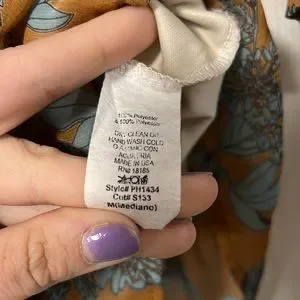 100% Polyester
100% Polyester
DRY CLEAN OR
HAND WASH COLD
MADE IN USA
RN# 18185
Style# PH1434
Cut# S133
M(Mediano)